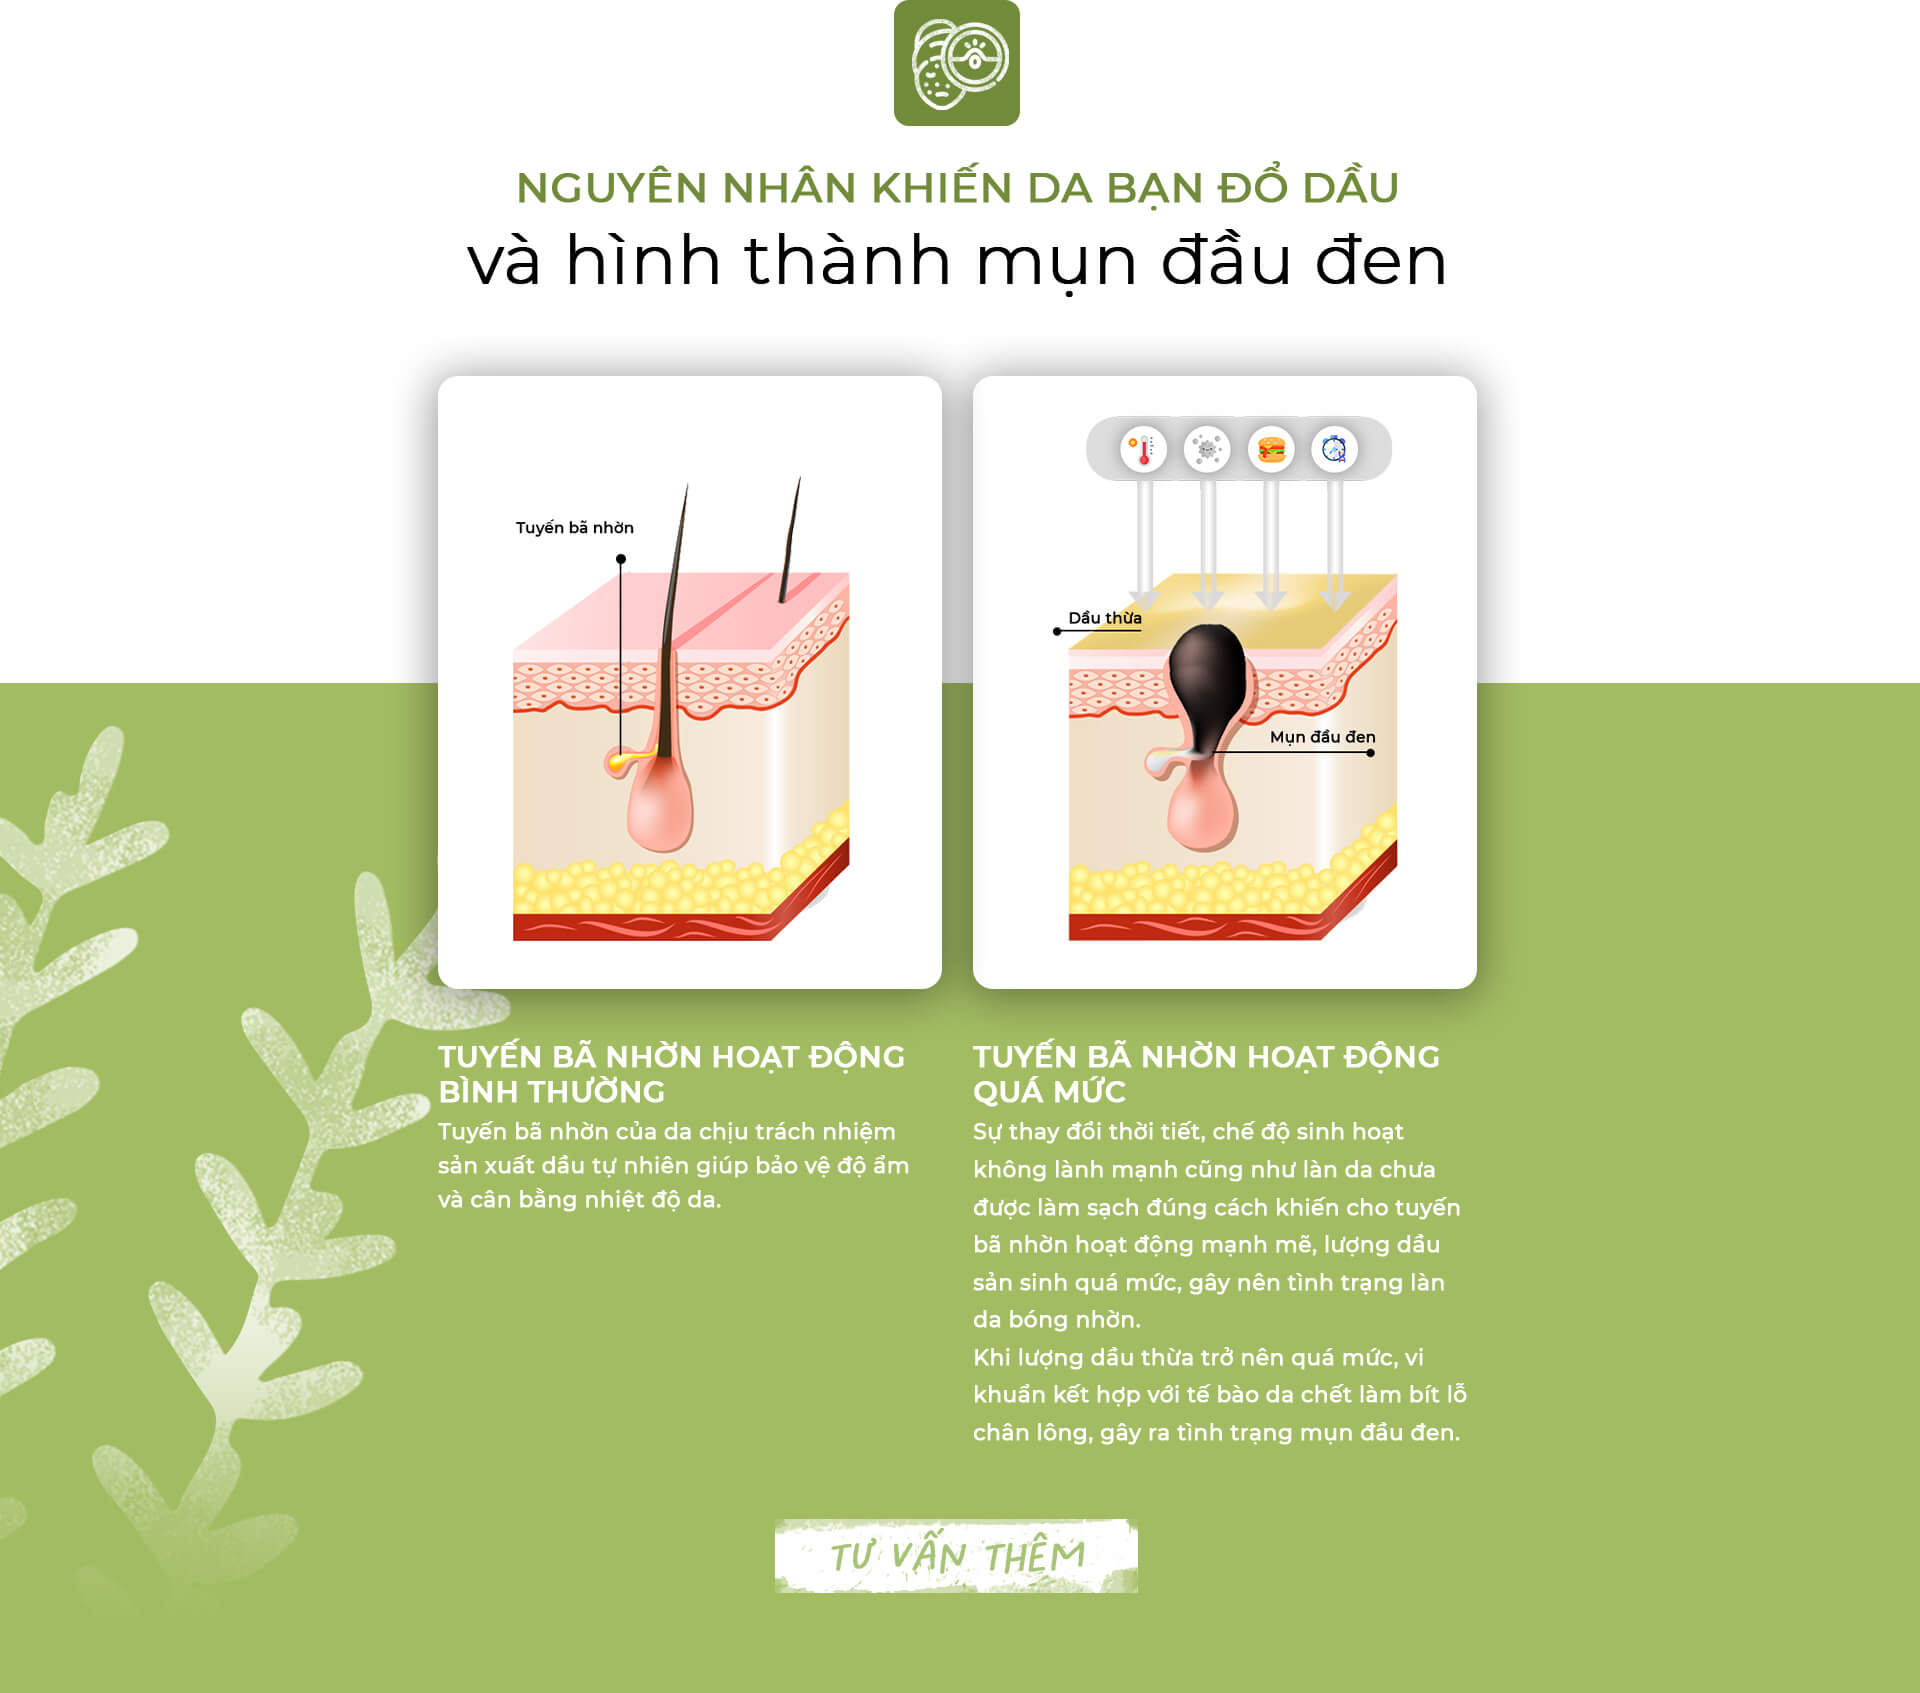 NGUYÊN NHÂN KHIẾN DA BẠN ĐỔ DẦU
và hình thành mụn đầu đen
Tuyến bã nhờn
Dầu thừa
Mụn đầu đen
TUYẾN BÃ NHỜN HOẠT ĐỘNG
BÌNH THƯỜNG
Tuyến bã nhờn của da chịu trách nhiệm
sản xuất dầu tự nhiên giúp bảo vệ độ ẩm
và cân bằng nhiệt độ da.
TUYẾN BÃ NHỜN HOẠT ĐỘNG
QUÁ MỨC
Sự thay đổi thời tiết, chế độ sinh hoạt
không lành mạnh cũng như làn da chưa
được làm sạch đúng cách khiến cho tuyến
bã nhờn hoạt động mạnh mẽ, lượng dầu
sản sinh quá mức, gây nên tình trạng làn
da bóng nhờn.
Khi lượng dầu thừa trở nên quá mức, vi
khuẩn kết hợp với tế bào da chết làm bít lỗ
chân lông, gây ra tình trạng mụn đầu đen.
TƯ VẤN THÊM